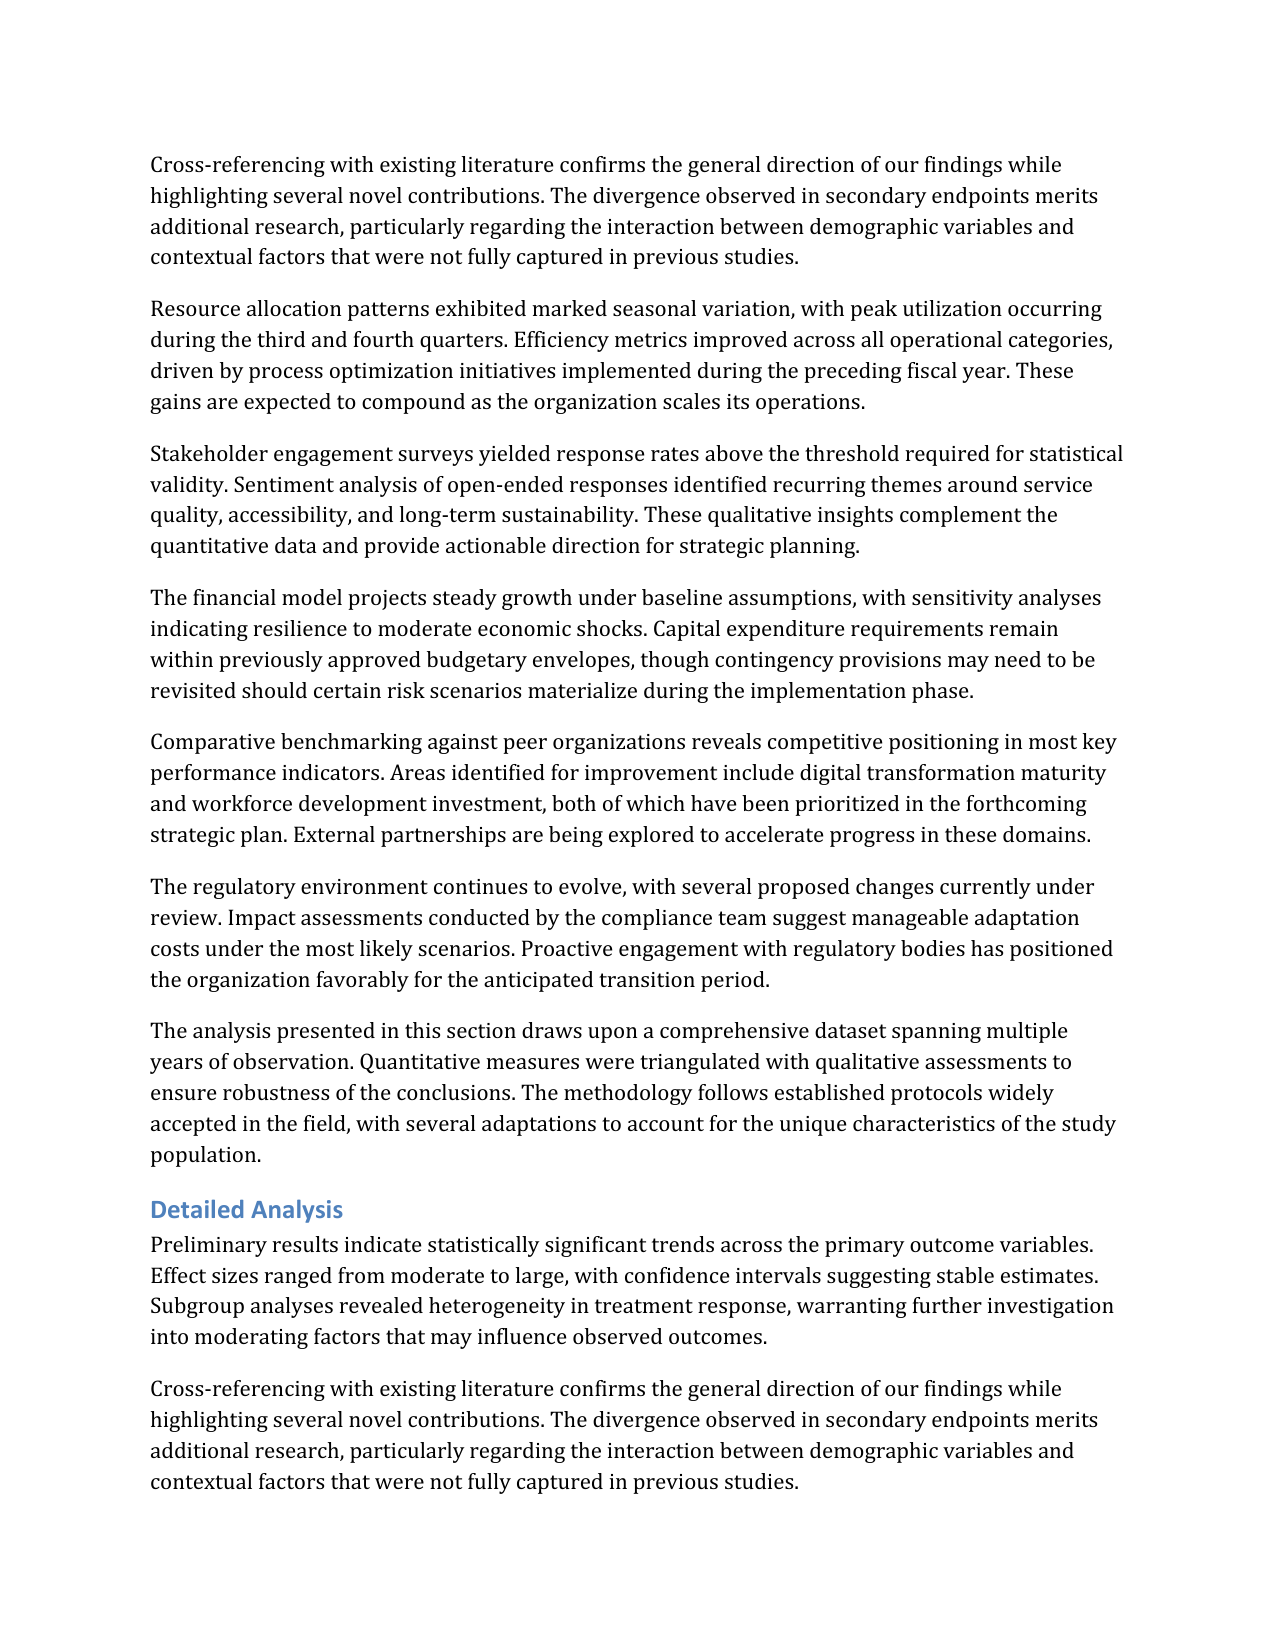 Cross-referencing with existing literature confirms the general direction of our findings while
highlighting several novel contributions. The divergence observed in secondary endpoints merits
additional research, particularly regarding the interaction between demographic variables and
contextual factors that were not fully captured in previous studies.
Resource allocation patterns exhibited marked seasonal variation, with peak utilization occurring
during the third and fourth quarters. Efficiency metrics improved across all operational categories,
driven by process optimization initiatives implemented during the preceding fiscal year. These
gains are expected to compound as the organization scales its operations.
Stakeholder engagement surveys yielded response rates above the threshold required for statistical
validity. Sentiment analysis of open-ended responses identified recurring themes around service
quality, accessibility, and long-term sustainability. These qualitative insights complement the
quantitative data and provide actionable direction for strategic planning.
The financial model projects steady growth under baseline assumptions, with sensitivity analyses
indicating resilience to moderate economic shocks. Capital expenditure requirements remain
within previously approved budgetary envelopes, though contingency provisions may need to be
revisited should certain risk scenarios materialize during the implementation phase.
Comparative benchmarking against peer organizations reveals competitive positioning in most key
performance indicators. Areas identified for improvement include digital transformation maturity
and workforce development investment, both of which have been prioritized in the forthcoming
strategic plan. External partnerships are being explored to accelerate progress in these domains.
The regulatory environment continues to evolve, with several proposed changes currently under
review. Impact assessments conducted by the compliance team suggest manageable adaptation
costs under the most likely scenarios. Proactive engagement with regulatory bodies has positioned
the organization favorably for the anticipated transition period.
The analysis presented in this section draws upon a comprehensive dataset spanning multiple
years of observation. Quantitative measures were triangulated with qualitative assessments to
ensure robustness of the conclusions. The methodology follows established protocols widely
accepted in the field, with several adaptations to account for the unique characteristics of the study
population.
Detailed Analysis
Preliminary results indicate statistically significant trends across the primary outcome variables.
Effect sizes ranged from moderate to large, with confidence intervals suggesting stable estimates.
Subgroup analyses revealed heterogeneity in treatment response, warranting further investigation
into moderating factors that may influence observed outcomes.
Cross-referencing with existing literature confirms the general direction of our findings while
highlighting several novel contributions. The divergence observed in secondary endpoints merits
additional research, particularly regarding the interaction between demographic variables and
contextual factors that were not fully captured in previous studies.